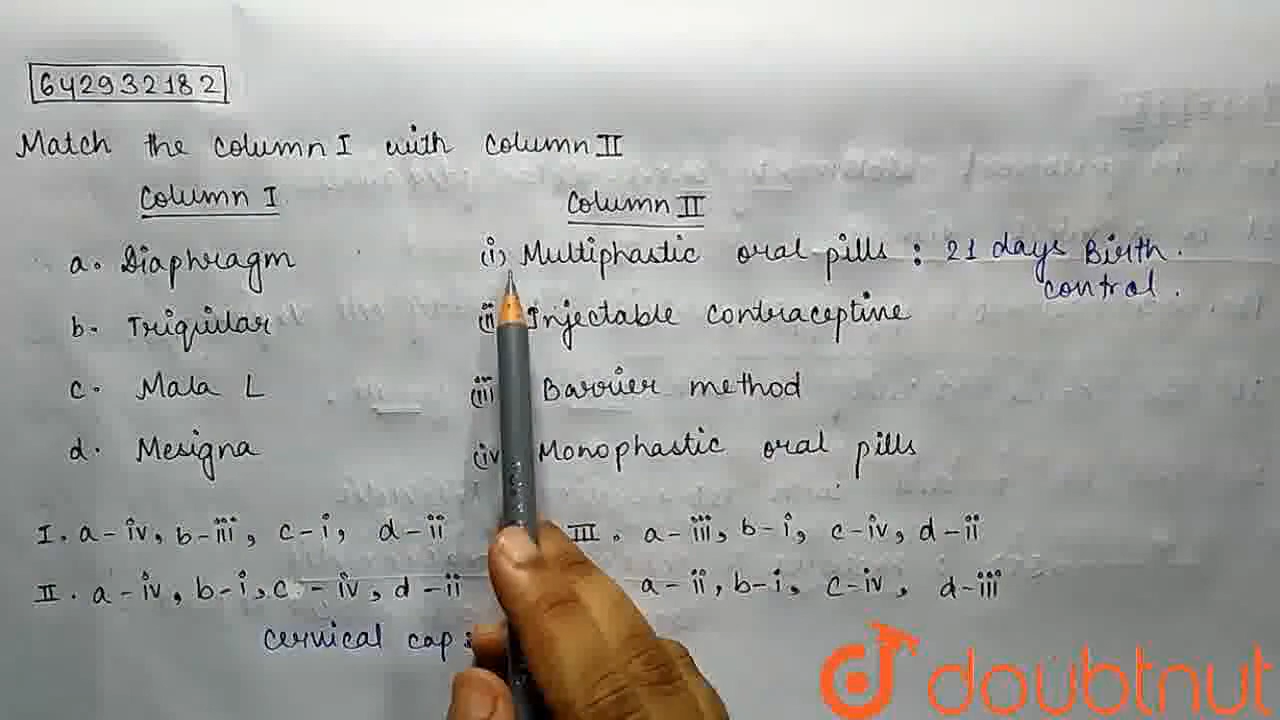 642932182
Match the column I with column II
Column I Column II
a. Diaphragm (i) Multiphastic oral pills : 21 days Birth control.
b. Triquilar (ii Injectable contraceptine
c. Mala L (iii Barrier method
d. Mesigna (iv Monophastic oral pills
I. a-iv, b-iii, c-i, d-ii III. a-iii, b-i, c-iv, d-ii
II. a-iv, b-i, c-iv, d-ii a-ii, b-i, c-iv, d-iii
cervical cap :
doubtnut